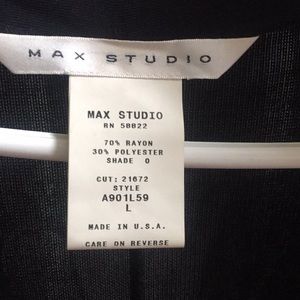 MAX STUDIO
MAX STUDIO
RN 58822
70% RAYON
30% POLYESTER
SHADE 0
CUT: 21672
STYLE
A901L59
L
MADE IN U.S.A.
CARE ON REVERSE